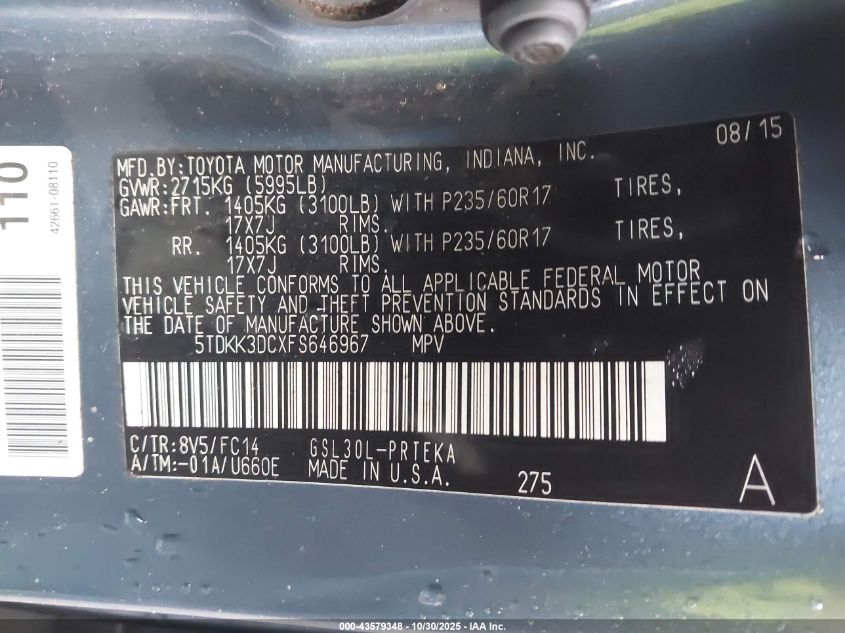 110
42661-08110
08/15
MFD.BY:TOYOTA MOTOR MANUFACTURING, INDIANA, INC.
GVWR:2715KG (5995LB)
GAWR:FRT. 1405KG (3100LB) WITH P235/60R17 TIRES,
17X7J RIMS.
RR. 1405KG (3100LB) WITH P235/60R17 TIRES,
17X7J RIMS.
THIS VEHICLE CONFORMS TO ALL APPLICABLE FEDERAL MOTOR
VEHICLE SAFETY AND THEFT PREVENTION STANDARDS IN EFFECT ON
THE DATE OF MANUFACTURE SHOWN ABOVE.
5TDKK3DCXFS646967 MPV
C/TR:8V5/FC14 GSL30L-PRTEKA
A/TM:-01A/U660E MADE IN U.S.A. 275 A
000-43579348 - 10/30/2025 - IAA Inc.